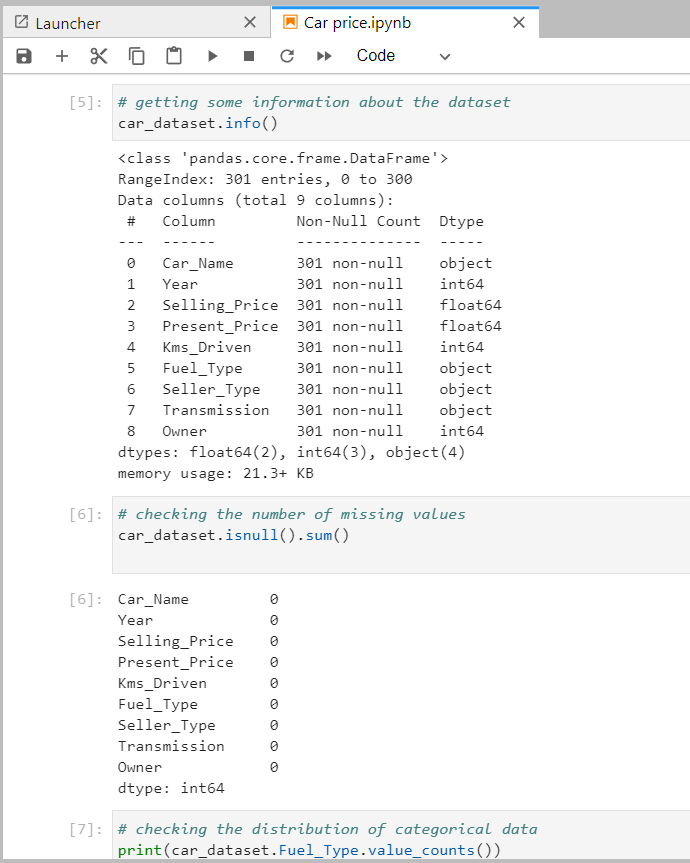 Launcher
Car price.ipynb
Code
[5]: # getting some information about the dataset
car_dataset.info()
<class 'pandas.core.frame.DataFrame'>
RangeIndex: 301 entries, 0 to 300
Data columns (total 9 columns):
 #   Column         Non-Null Count  Dtype
---  ------         --------------  -----
 0   Car_Name       301 non-null    object
 1   Year           301 non-null    int64
 2   Selling_Price  301 non-null    float64
 3   Present_Price  301 non-null    float64
 4   Kms_Driven     301 non-null    int64
 5   Fuel_Type      301 non-null    object
 6   Seller_Type    301 non-null    object
 7   Transmission   301 non-null    object
 8   Owner          301 non-null    int64
dtypes: float64(2), int64(3), object(4)
memory usage: 21.3+ KB
[6]: # checking the number of missing values
car_dataset.isnull().sum()
[6]: Car_Name         0
Year             0
Selling_Price    0
Present_Price    0
Kms_Driven       0
Fuel_Type        0
Seller_Type      0
Transmission     0
Owner            0
dtype: int64
[7]: # checking the distribution of categorical data
print(car_dataset.Fuel_Type.value_counts())